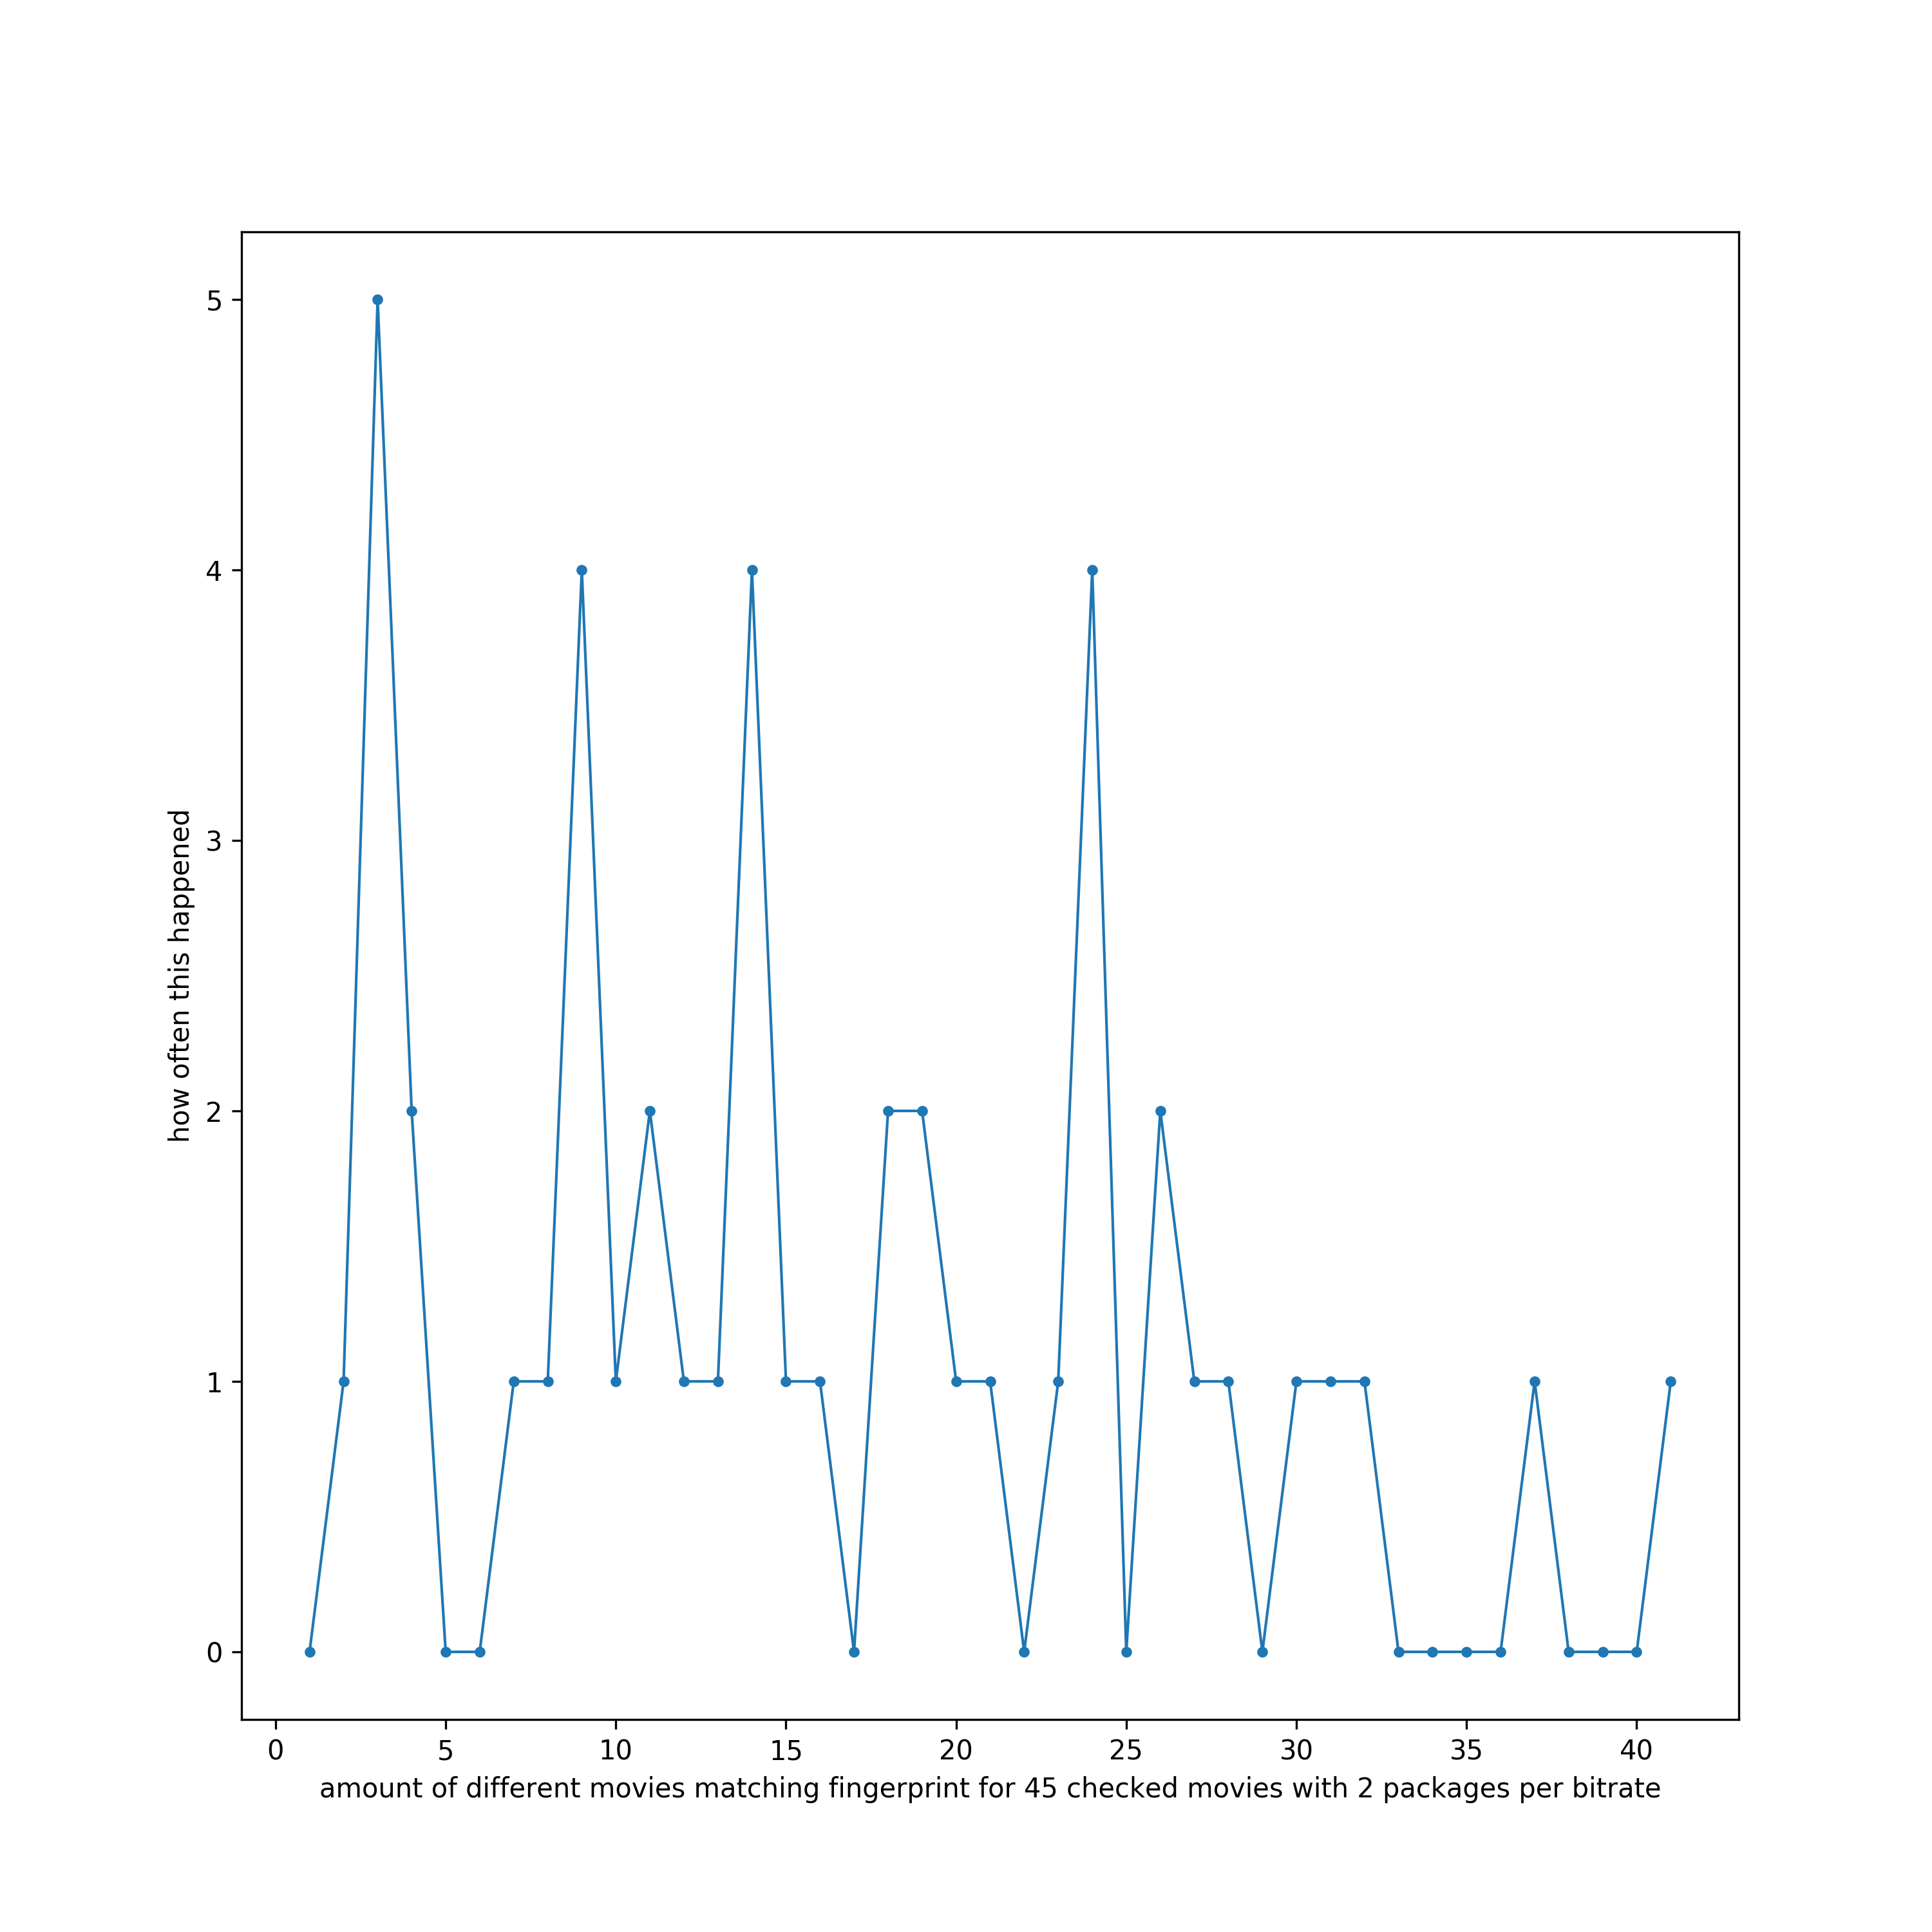 5
4
3
2
1
0
how often this happened
0 5 10 15 20 25 30 35 40
amount of different movies matching fingerprint for 45 checked movies with 2 packages per bitrate